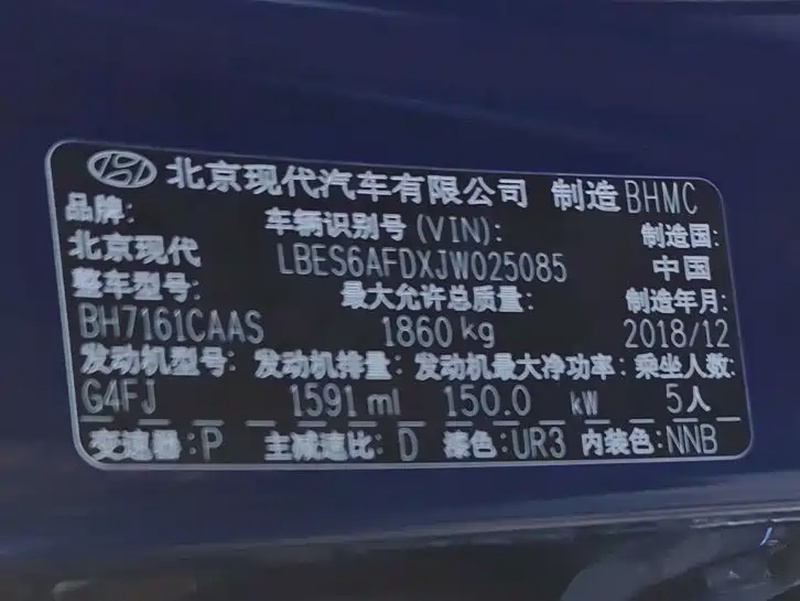 北京现代汽车有限公司 制造 BHMC
品牌: 车辆识别号(VIN): 制造国:
北京现代 LBES6AFDXJW025085 中国
整车型号: 最大允许总质量: 制造年月:
BH7161CAAS 1860 kg 2018/12
发动机型号: 发动机排量: 发动机最大净功率: 乘坐人数:
G4FJ 1591 ml 150.0 kW 5人
变速器:P 主减速比: D 漆色:UR3 内装色:NNB